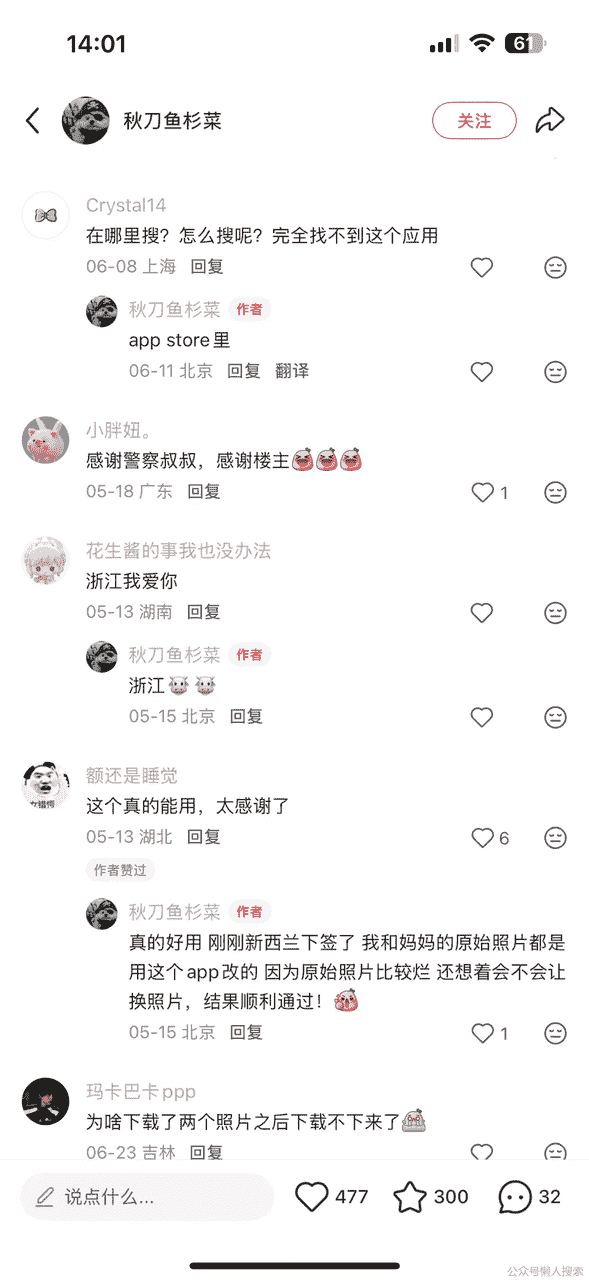 14:01
61
秋刀鱼杉菜
关注
Crystal14
在哪里搜？怎么搜呢？完全找不到这个应用
06-08 上海 回复
秋刀鱼杉菜 作者
app store里
06-11 北京 回复 翻译
小胖妞。
感谢警察叔叔，感谢楼主
05-18 广东 回复 1
花生酱的事我也没办法
浙江我爱你
05-13 湖南 回复
秋刀鱼杉菜 作者
浙江
05-15 北京 回复
额还是睡觉
这个真的能用，太感谢了
05-13 湖北 回复 6
作者赞过
秋刀鱼杉菜 作者
真的好用 刚刚新西兰下签了 我和妈妈的原始照片都是
用这个app改的 因为原始照片比较烂 还想着会不会让
换照片，结果顺利通过！
05-15 北京 回复 1
玛卡巴卡ppp
为啥下载了两个照片之后下载不下来了
06-23 吉林 回复
说点什么... 477 300 32
公众号懒人搜索